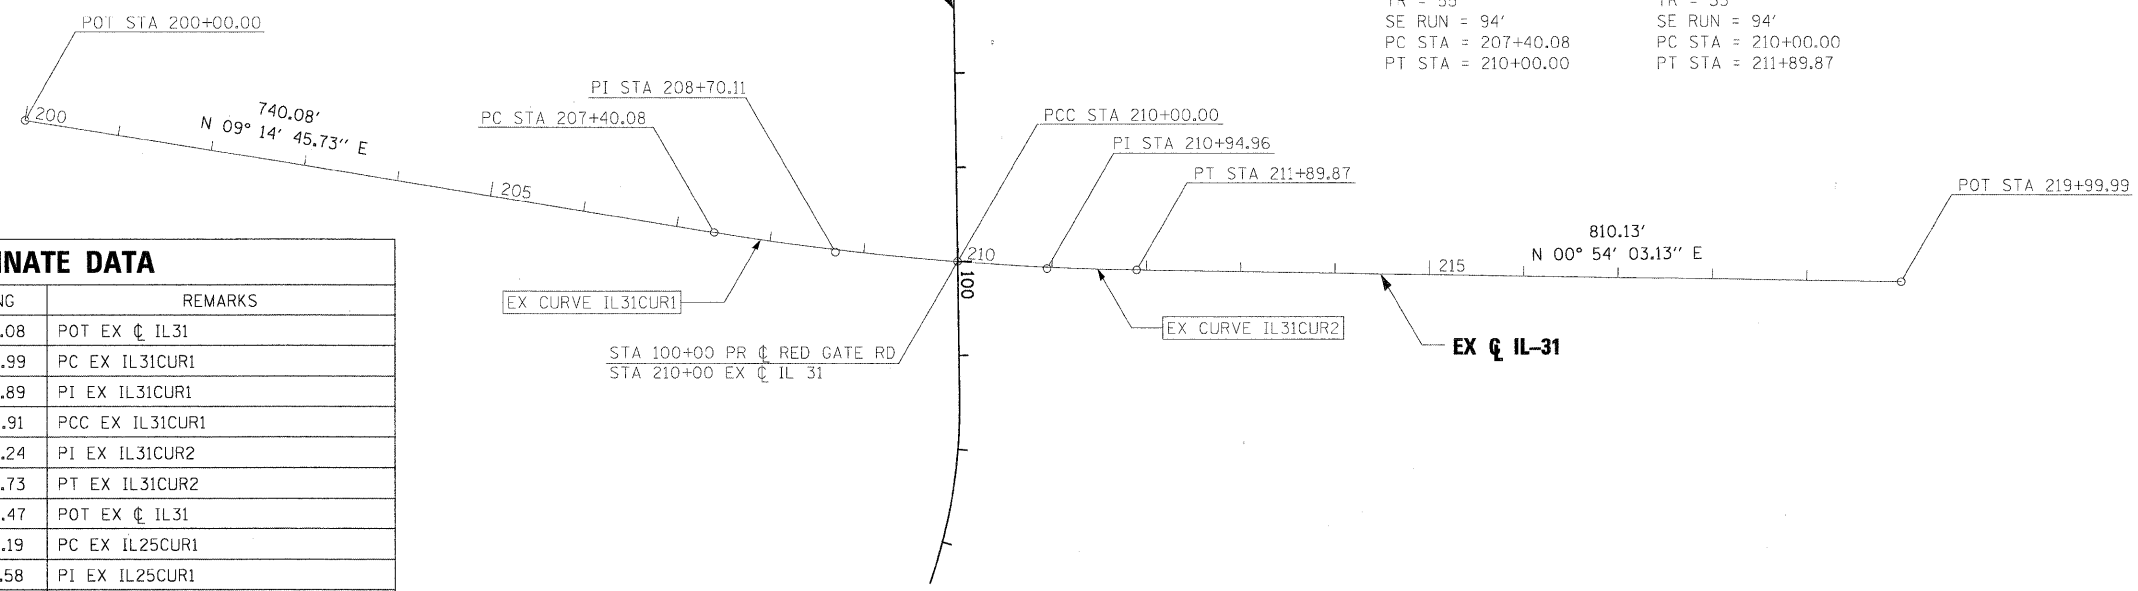 POT STA 200+00.00
200
740.08'
N 09° 14' 45.73" E
205
PC STA 207+40.08
PI STA 208+70.11
PCC STA 210+00.00
PI STA 210+94.96
PT STA 211+89.87
210
100
215
810.13'
N 00° 54' 03.13" E
POT STA 219+99.99
SE RUN = 94'
PC STA = 207+40.08
PT STA = 210+00.00
SE RUN = 94'
PC STA = 210+00.00
PT STA = 211+89.87
EX CURVE IL31CUR1
EX CURVE IL31CUR2
EX ℄ IL-31
STA 100+00 PR ℄ RED GATE RD
STA 210+00 EX ℄ IL 31
INATE DATA
NG REMARKS
.08 POT EX ℄ IL31
.99 PC EX IL31CUR1
.89 PI EX IL31CUR1
.91 PCC EX IL31CUR1
.24 PI EX IL31CUR2
.73 PT EX IL31CUR2
.47 POT EX ℄ IL31
.19 PC EX IL25CUR1
.58 PI EX IL25CUR1